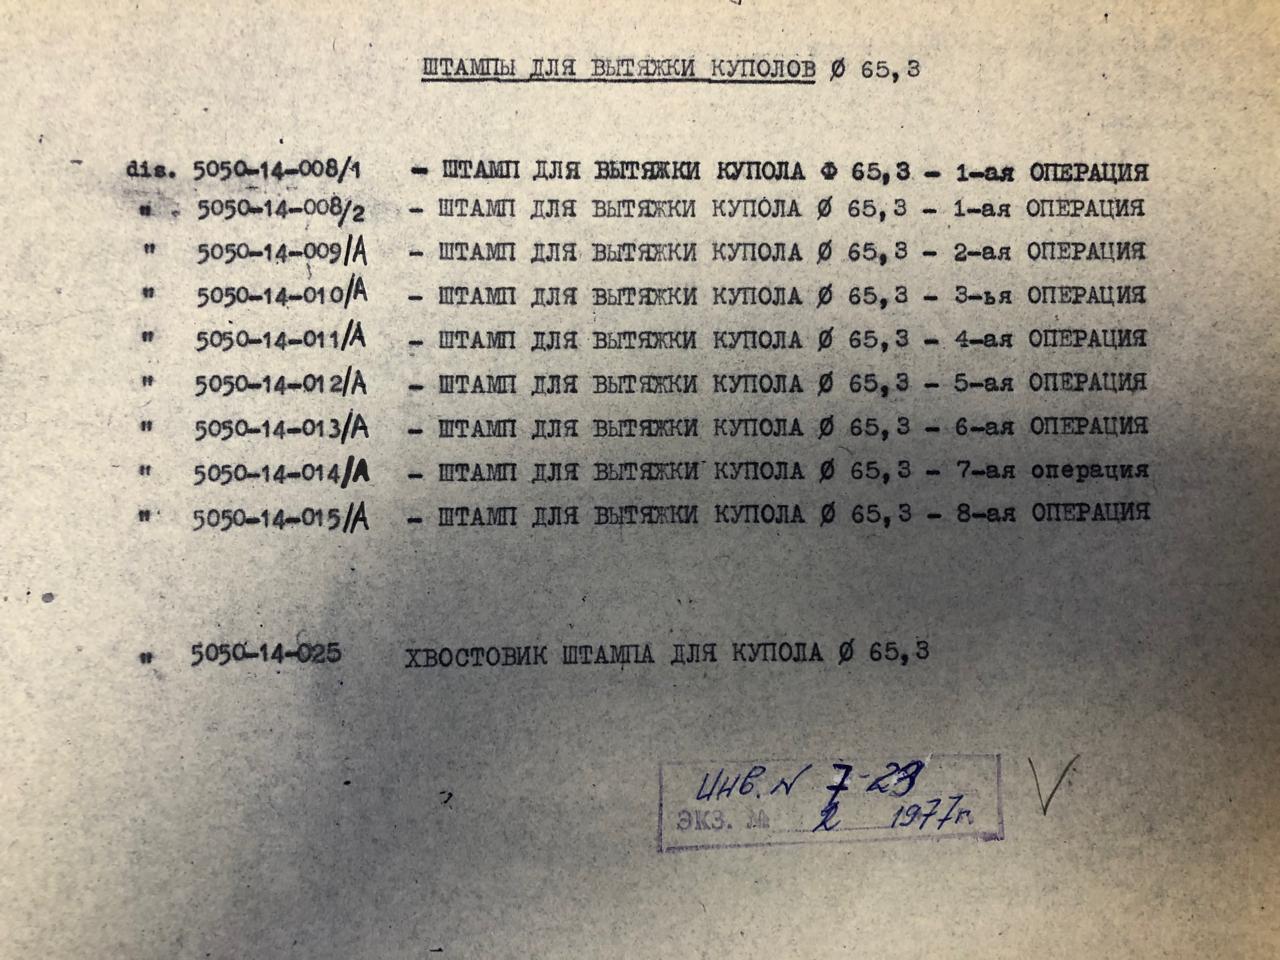 ШТАМПЫ ДЛЯ ВЫТЯЖКИ КУПОЛОВ Ø 65,3
dis. 5050-14-008/1 - ШТАМП ДЛЯ ВЫТЯЖКИ КУПОЛА Ф 65,3 - 1-ая ОПЕРАЦИЯ
" 5050-14-008/2 - ШТАМП ДЛЯ ВЫТЯЖКИ КУПОЛА Ø 65,3 - 1-ая ОПЕРАЦИЯ
" 5050-14-009/А - ШТАМП ДЛЯ ВЫТЯЖКИ КУПОЛА Ø 65,3 - 2-ая ОПЕРАЦИЯ
" 5050-14-010/А - ШТАМП ДЛЯ ВЫТЯЖКИ КУПОЛА Ø 65,3 - 3-ья ОПЕРАЦИЯ
" 5050-14-011/А - ШТАМП ДЛЯ ВЫТЯЖКИ КУПОЛА Ø 65,3 - 4-ая ОПЕРАЦИЯ
" 5050-14-012/А - ШТАМП ДЛЯ ВЫТЯЖКИ КУПОЛА Ø 65,3 - 5-ая ОПЕРАЦИЯ
" 5050-14-013/А - ШТАМП ДЛЯ ВЫТЯЖКИ КУПОЛА Ø 65,3 - 6-ая ОПЕРАЦИЯ
" 5050-14-014/А - ШТАМП ДЛЯ ВЫТЯЖКИ КУПОЛА Ø 65,3 - 7-ая операция
" 5050-14-015/А - ШТАМП ДЛЯ ВЫТЯЖКИ КУПОЛА Ø 65,3 - 8-ая ОПЕРАЦИЯ
" 5050-14-025 ХВОСТОВИК ШТАМПА ДЛЯ КУПОЛА Ø 65,3
Инв. N 7-29
ЭКЗ. № 2 1977г.